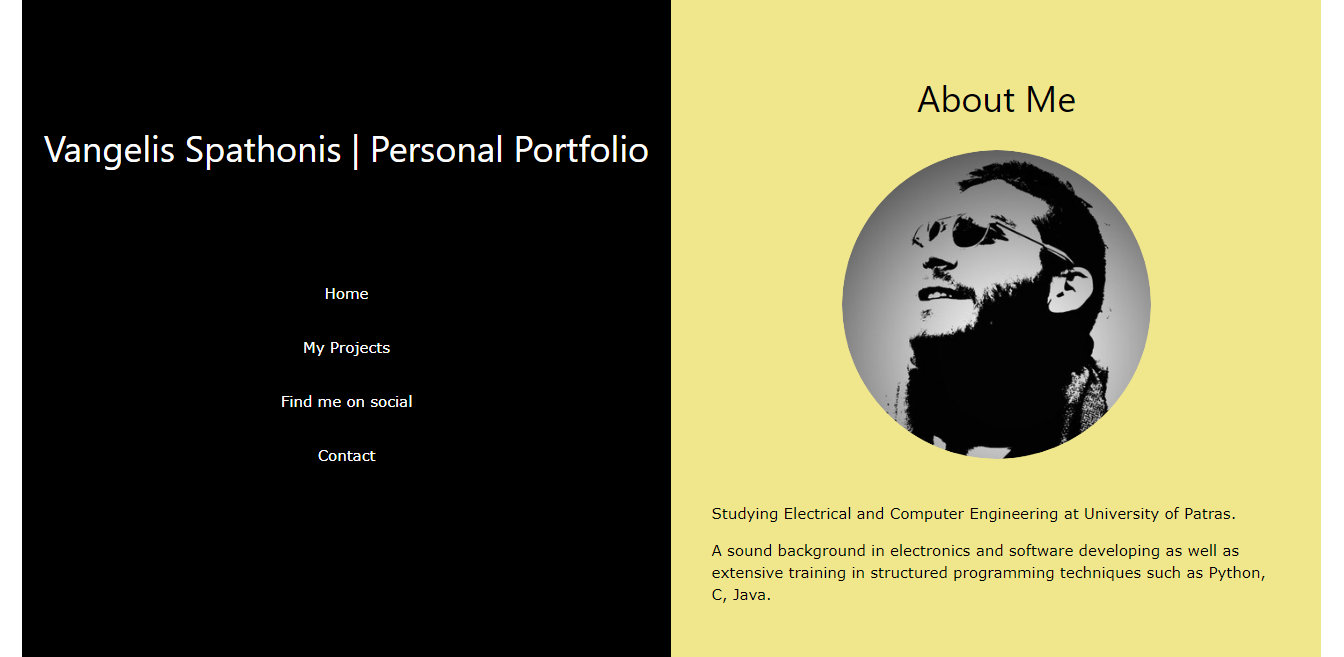 Vangelis Spathonis | Personal Portfolio
Home
My Projects
Find me on social
Contact
About Me
Studying Electrical and Computer Engineering at University of Patras.
A sound background in electronics and software developing as well as
extensive training in structured programming techniques such as Python,
C, Java.